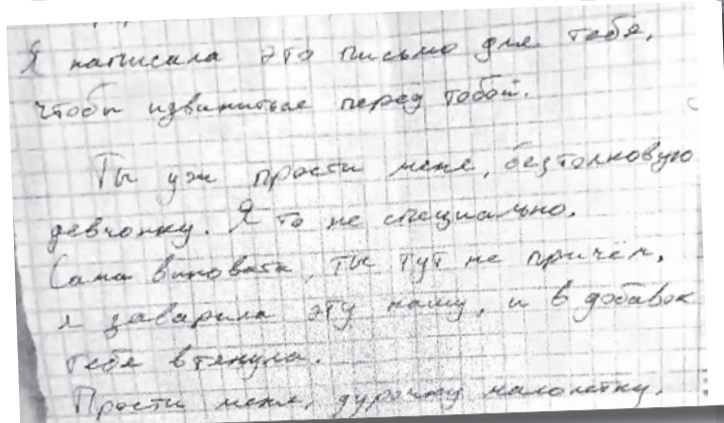 Я написала это письмо для тебя,
чтобы извиниться перед тобой.
Ты уж прости меня, безтолковую
девчонку. Я то не специально.
Сама виновата, ты тут не причём,
я заварила эту кашу, и в добавок
тебя втянула.
Прости меня, дурочку малолетку.